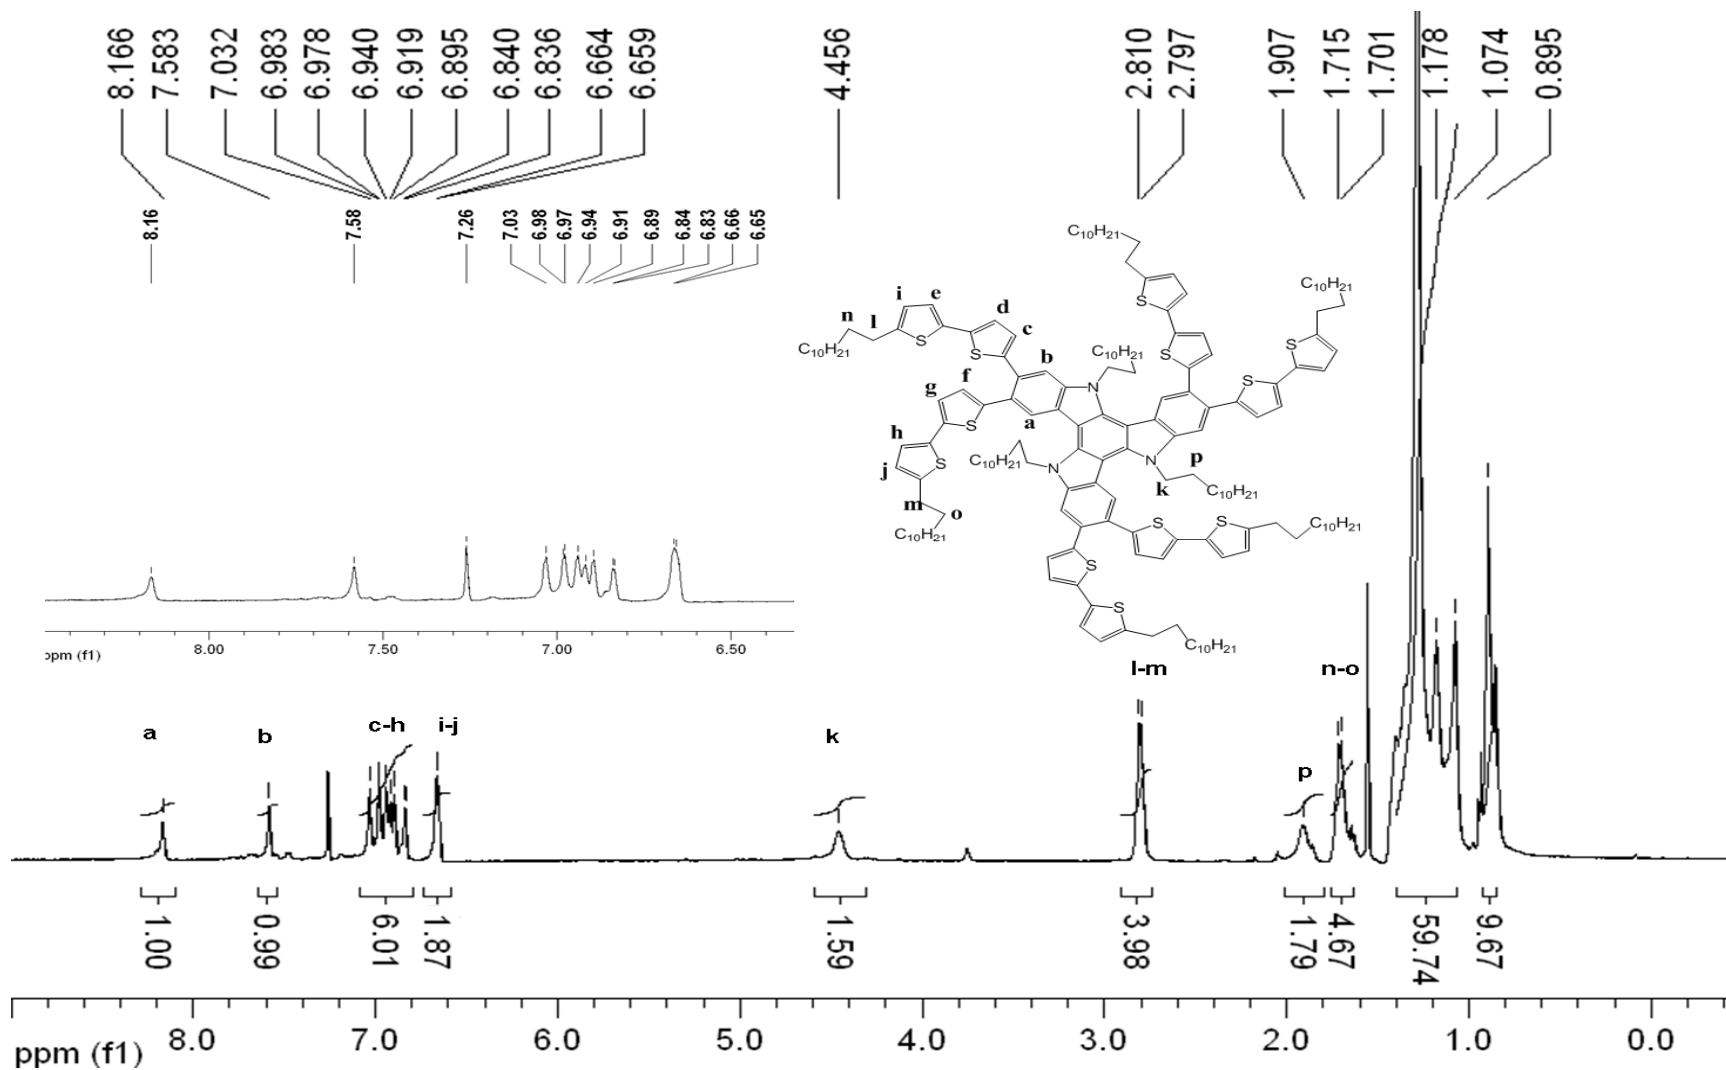 8.166 7.583 7.032 6.983 6.978 6.940 6.919 6.895 6.840 6.836 6.664 6.659 4.456 2.810 2.797 1.907 1.715 1.701 1.178 1.074 0.895
8.16 7.58 7.26 7.03 6.98 6.97 6.94 6.91 6.89 6.84 6.83 6.66 6.65
C10H21
C10H21
i e
d
n l
c
C10H21
b
C10H21
f
g
S
S
S
S
S
S
N
a
h
S
S
j
C10H21
N
N
p
k
C10H21
m
o
C10H21
S
S
C10H21
S
S
C10H21
8.00 7.50 7.00 6.50
ppm (f1)
l-m n-o
a b c-h i-j k p
1.00 0.99 6.01 1.87 1.59 3.98 1.79 4.67 59.74 9.67
8.0 7.0 6.0 5.0 4.0 3.0 2.0 1.0 0.0
ppm (f1)